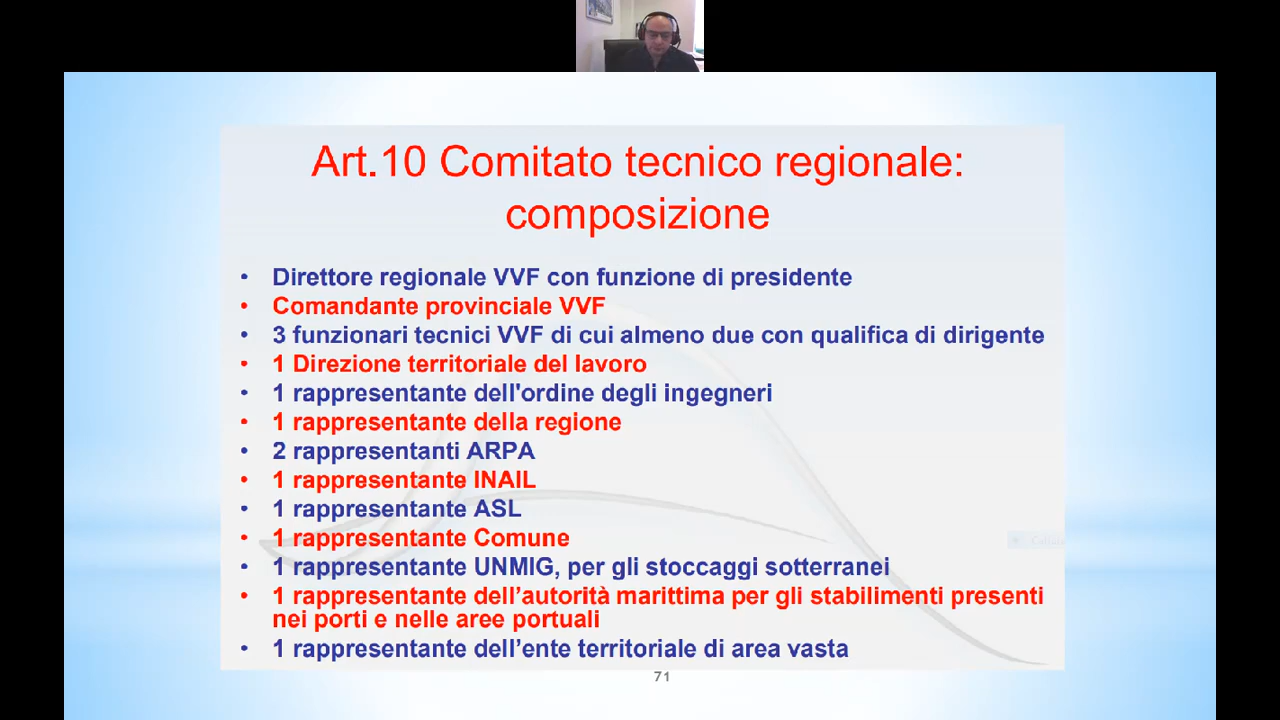 Art.10 Comitato tecnico regionale:
composizione
• Direttore regionale VVF con funzione di presidente
• Comandante provinciale VVF
• 3 funzionari tecnici VVF di cui almeno due con qualifica di dirigente
• 1 Direzione territoriale del lavoro
• 1 rappresentante dell'ordine degli ingegneri
• 1 rappresentante della regione
• 2 rappresentanti ARPA
• 1 rappresentante INAIL
• 1 rappresentante ASL
• 1 rappresentante Comune
• 1 rappresentante UNMIG, per gli stoccaggi sotterranei
• 1 rappresentante dell’autorità marittima per gli stabilimenti presenti
nei porti e nelle aree portuali
• 1 rappresentante dell’ente territoriale di area vasta
71